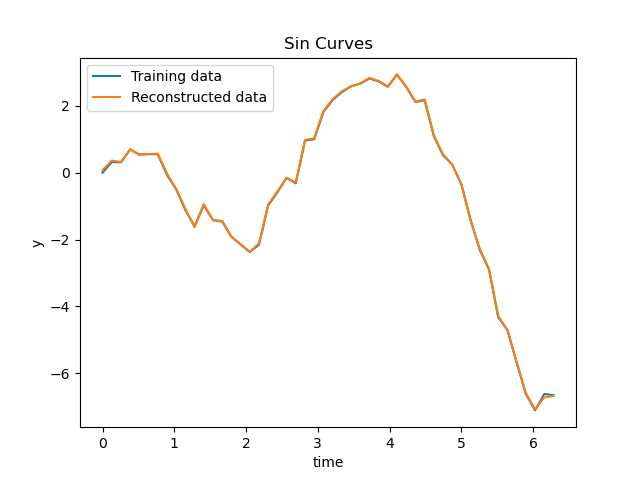 Sin Curves
Training data
Reconstructed data
y
2
0
−2
−4
−6
0 1 2 3 4 5 6
time